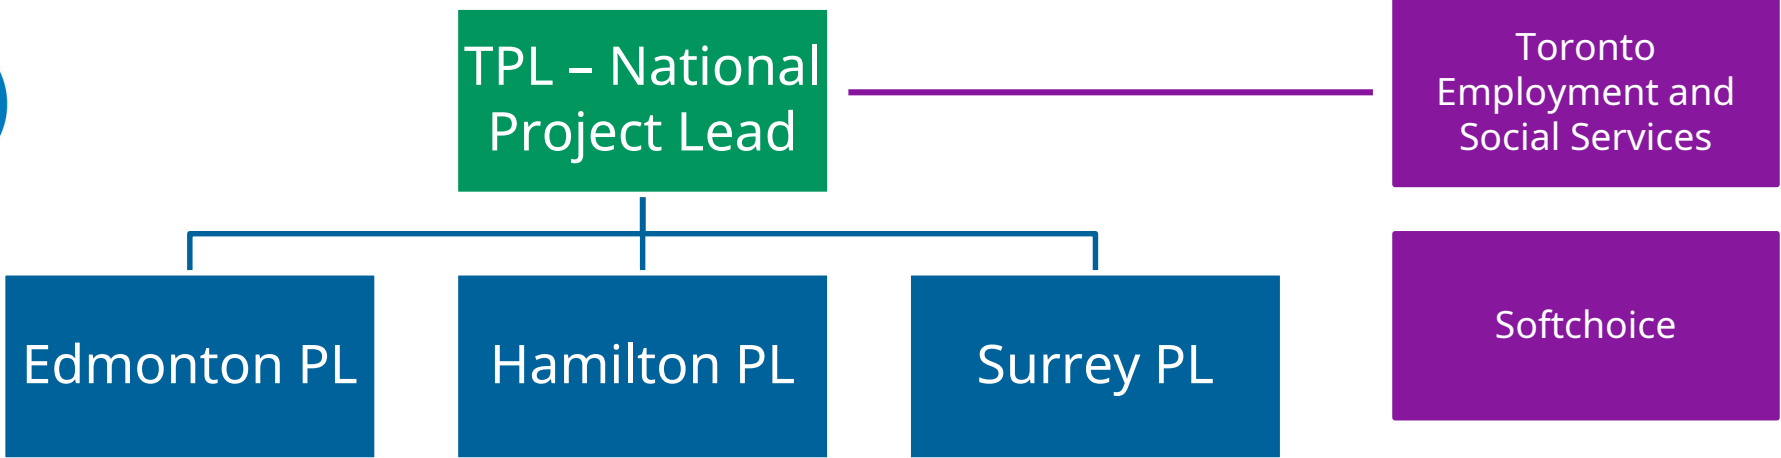 TPL – National
Project Lead
Toronto
Employment and
Social Services
Edmonton PL
Hamilton PL
Surrey PL
Softchoice